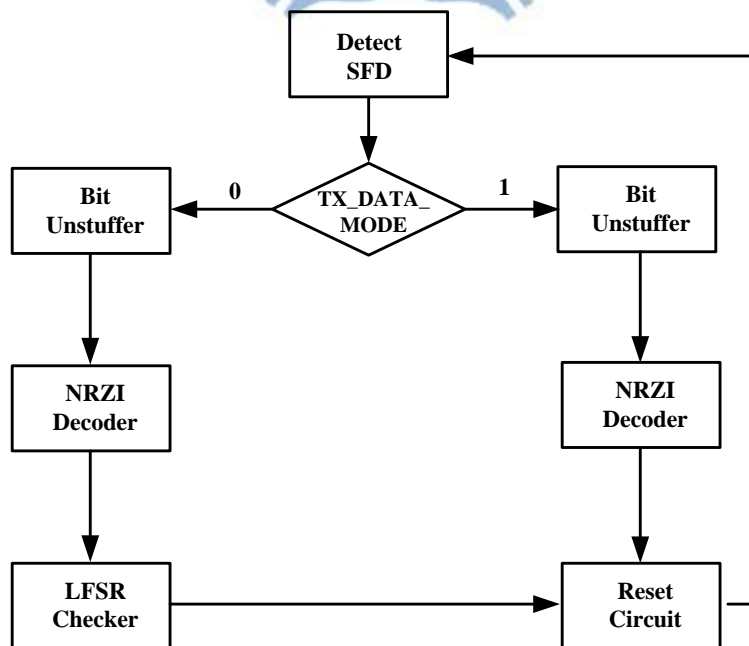 Detect
SFD
0
TX_DATA_
MODE
1
Bit
Unstuffer
Bit
Unstuffer
NRZI
Decoder
NRZI
Decoder
LFSR
Checker
Reset
Circuit